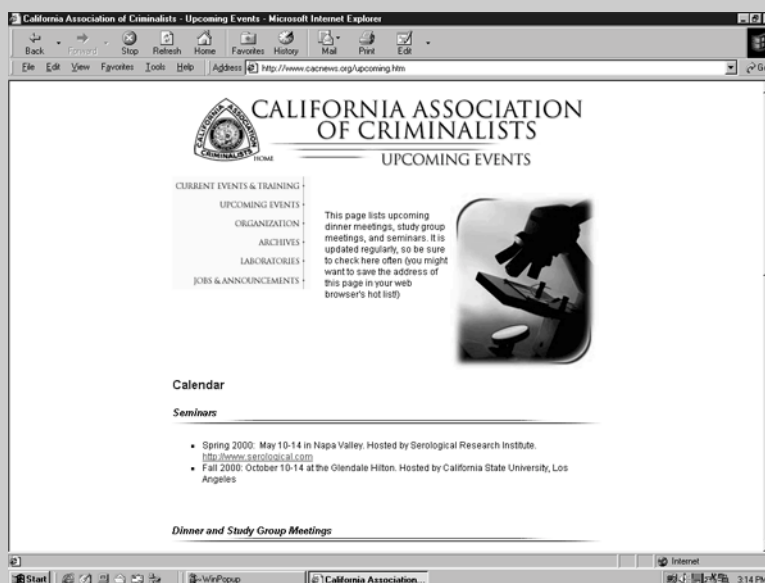 California Association of Criminalists - Upcoming Events - Microsoft Internet Explorer
Back Forward Stop Refresh Home Favorites History Mail Print Edit
File Edit View Favorites Tools Help Address http://www.cacnews.org/upcoming.htm
CALIFORNIA ASSOCIATION
OF CRIMINALISTS
CALIFORNIA
ASSOCIATION
CRIMINALISTS
HOME
UPCOMING EVENTS
CURRENT EVENTS & TRAINING
UPCOMING EVENTS
ORGANIZATION
ARCHIVES
LABORATORIES
JOBS & ANNOUNCEMENTS
This page lists upcoming
dinner meetings, study group
meetings, and seminars. It is
updated regularly, so be sure
to check here often (you might
want to save the address of
this page in your web
browser's hot list!)
Calendar
Seminars
Spring 2000: May 10-14 in Napa Valley. Hosted by Serological Research Institute.
http://www.serological.com
Fall 2000: October 10-14 at the Glendale Hilton. Hosted by California State University, Los
Angeles
Dinner and Study Group Meetings
Internet
Start WinPopup California Association... 3:14 PM